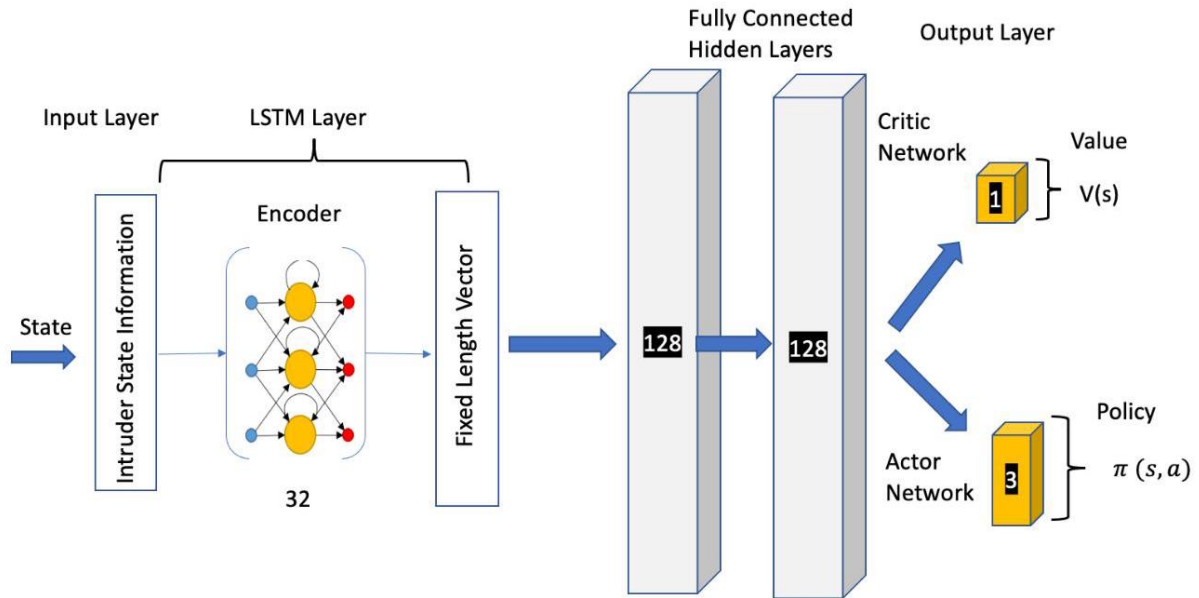 Fully Connected
Hidden Layers
Output Layer
Input Layer
LSTM Layer
Critic
Network
Value
V(s)
1
Encoder
State
Intruder State Information
32
Fixed Length Vector
128
128
Policy
π (s, a)
Actor
Network
3